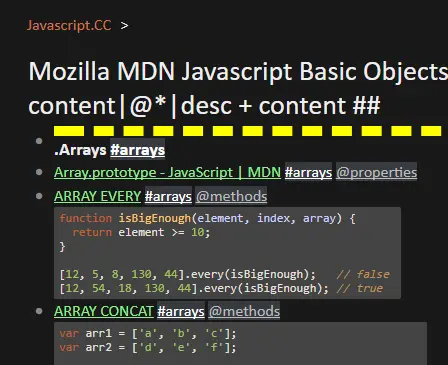 Javascript.CC >
Mozilla MDN Javascript Basic Objects
content|@*|desc + content ##
.Arrays #arrays
Array.prototype - JavaScript | MDN #arrays @properties
ARRAY EVERY #arrays @methods
function isBigEnough(element, index, array) {
  return element >= 10;
}
[12, 5, 8, 130, 44].every(isBigEnough);   // false
[12, 54, 18, 130, 44].every(isBigEnough); // true
ARRAY CONCAT #arrays @methods
var arr1 = ['a', 'b', 'c'];
var arr2 = ['d', 'e', 'f'];